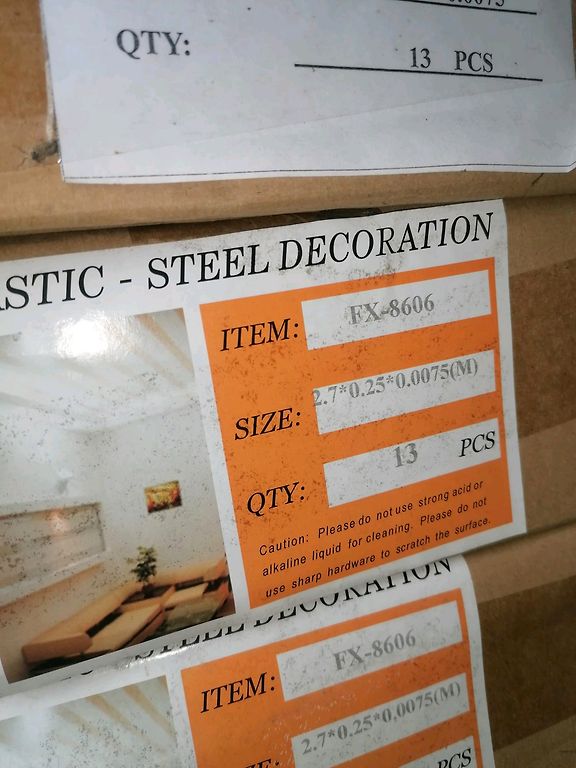 QTY: 13 PCS
ASTIC - STEEL DECORATION
ITEM: FX-8606
SIZE: 2.7*0.25*0.0075(M)
QTY: 13 PCS
Caution: Please do not use strong acid or
alkaline liquid for cleaning. Please do not
use sharp hardware to scratch the surface.
STEEL DECORATION
ITEM: FX-8606
2.7*0.25*0.0075(M)
PCS